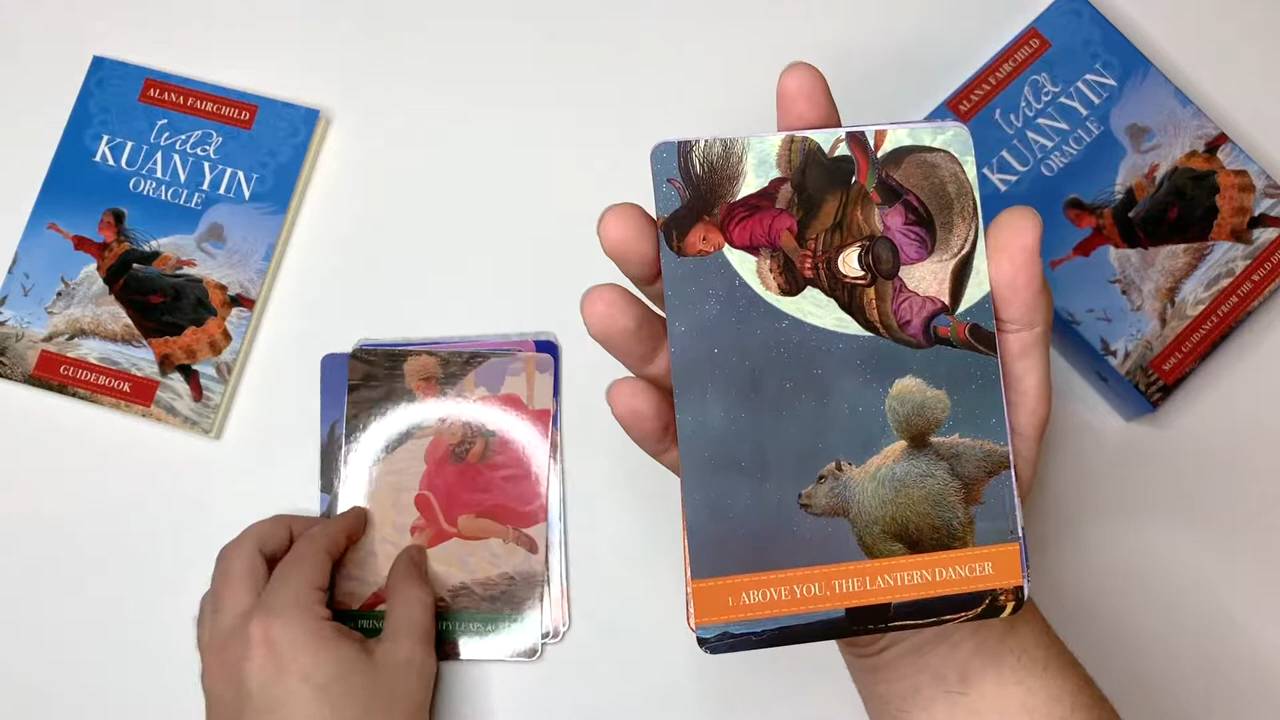 ALANA FAIRCHILD
Wild
KUAN YIN
ORACLE
GUIDEBOOK
ALANA FAIRCHILD
Wild
KUAN YIN
ORACLE
SOUL GUIDANCE FROM THE WILD
1. ABOVE YOU, THE LANTERN DANCER
LEAPS